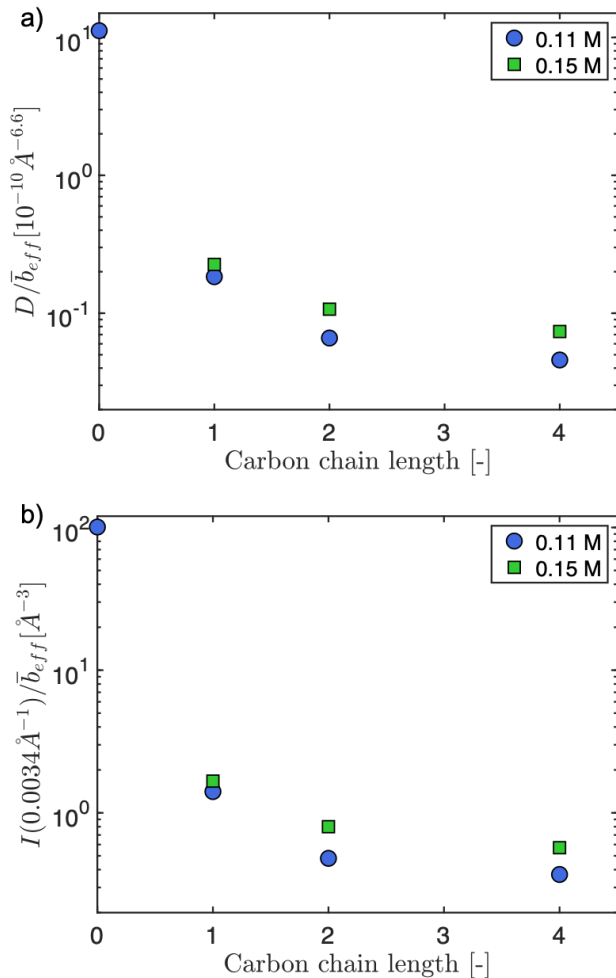 a)
10^1
10^0
10^-1
D/b̄_eff [10^-10 Å^-6.6]
0.11 M
0.15 M
0 1 2 3 4
Carbon chain length [-]
b)
10^2
10^1
10^0
I(0.0034Å^-1)/b̄_eff [Å^-3]
0.11 M
0.15 M
0 1 2 3 4
Carbon chain length [-]